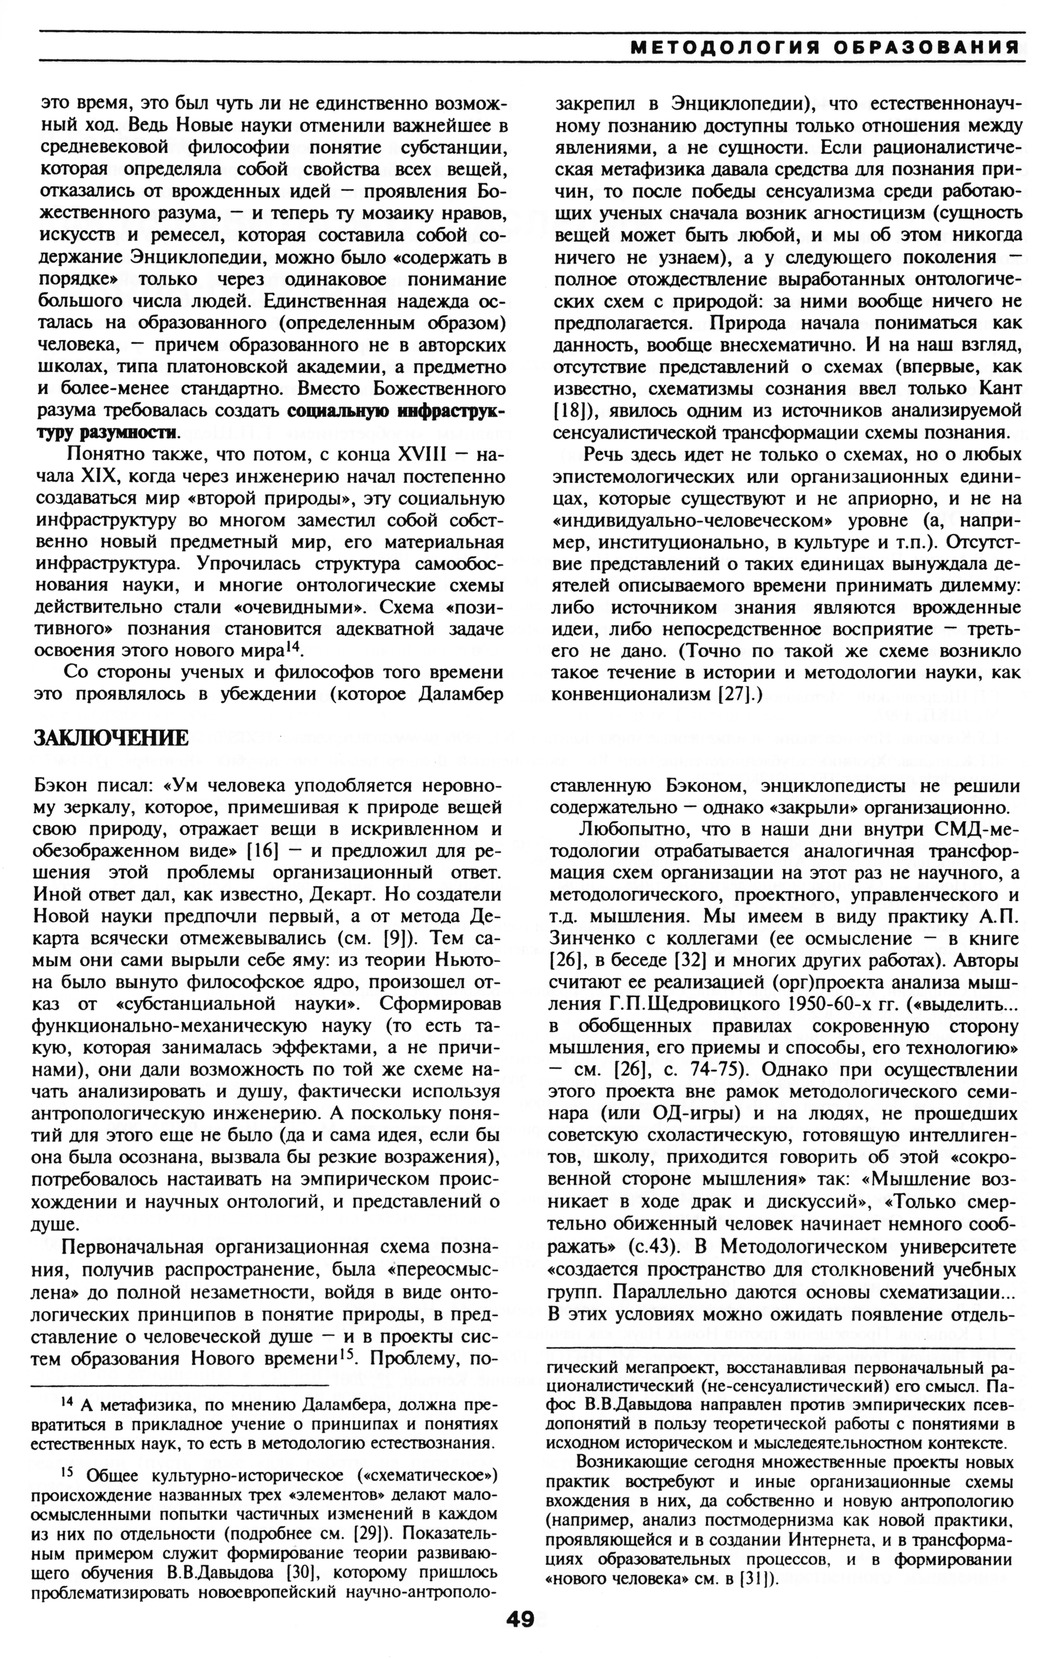 МЕТОДОЛОГИЯ ОБРАЗОВАНИЯ
это время, это был чуть ли не единственно возмож-
ный ход. Ведь Новые науки отменили важнейшее в
средневековой философии понятие субстанции,
которая определяла собой свойства всех вещей,
отказались от врожденных идей — проявления Бо-
жественного разума, — и теперь ту мозаику нравов,
искусств и ремесел, которая составила собой со-
держание Энциклопедии, можно было «содержать в
порядке» только через одинаковое понимание
большого числа людей. Единственная надежда ос-
талась на образованного (определенным образом)
человека, — причем образованного не в авторских
школах, типа платоновской академии, а предметно
и более-менее стандартно. Вместо Божественного
разума требовалась создать социальную инфраструк-
туру разумности.
Понятно также, что потом, с конца XVIII — на-
чала XIX, когда через инженерию начал постепенно
создаваться мир «второй природы», эту социальную
инфраструктуру во многом заместил собой собст-
венно новый предметный мир, его материальная
инфраструктура. Упрочилась структура самообос-
нования науки, и многие онтологические схемы
действительно стали «очевидными». Схема «пози-
тивного» познания становится адекватной задаче
освоения этого нового мира¹⁴.
Со стороны ученых и философов того времени
это проявлялось в убеждении (которое Даламбер
закрепил в Энциклопедии), что естественнонауч-
ному познанию доступны только отношения между
явлениями, а не сущности. Если рационалистиче-
ская метафизика давала средства для познания при-
чин, то после победы сенсуализма среди работаю-
щих ученых сначала возник агностицизм (сущность
вещей может быть любой, и мы об этом никогда
ничего не узнаем), а у следующего поколения —
полное отождествление выработанных онтологиче-
ских схем с природой: за ними вообще ничего не
предполагается. Природа начала пониматься как
данность, вообще внесхематично. И на наш взгляд,
отсутствие представлений о схемах (впервые, как
известно, схематизмы сознания ввел только Кант
[18]), явилось одним из источников анализируемой
сенсуалистической трансформации схемы познания.
Речь здесь идет не только о схемах, но о любых
эпистемологических или организационных едини-
цах, которые существуют и не априорно, и не на
«индивидуально-человеческом» уровне (а, напри-
мер, институционально, в культуре и т.п.). Отсутст-
вие представлений о таких единицах вынуждала де-
ятелей описываемого времени принимать дилемму:
либо источником знания являются врожденные
идеи, либо непосредственное восприятие — треть-
его не дано. (Точно по такой же схеме возникло
такое течение в истории и методологии науки, как
конвенционализм [27].)
ЗАКЛЮЧЕНИЕ
Бэкон писал: «Ум человека уподобляется неровно-
му зеркалу, которое, примешивая к природе вещей
свою природу, отражает вещи в искривленном и
обезображенном виде» [16] — и предложил для ре-
шения этой проблемы организационный ответ.
Иной ответ дал, как известно, Декарт. Но создатели
Новой науки предпочли первый, а от метода Де-
карта всячески отмежевывались (см. [9]). Тем са-
мым они сами вырыли себе яму: из теории Ньюто-
на было вынуто философское ядро, произошел от-
каз от «субстанциальной науки». Сформировав
функционально-механическую науку (то есть та-
кую, которая занималась эффектами, а не причи-
нами), они дали возможность по той же схеме на-
чать анализировать и душу, фактически используя
антропологическую инженерию. А поскольку поня-
тий для этого еще не было (да и сама идея, если бы
она была осознана, вызвала бы резкие возражения),
потребовалось настаивать на эмпирическом проис-
хождении и научных онтологий, и представлений о
душе.
Первоначальная организационная схема позна-
ния, получив распространение, была «переосмыс-
лена» до полной незаметности, войдя в виде онто-
логических принципов в понятие природы, в пред-
ставление о человеческой душе — и в проекты сис-
тем образования Нового времени¹⁵. Проблему, по-
ставленную Бэконом, энциклопедисты не решили
содержательно — однако «закрыли» организационно.
Любопытно, что в наши дни внутри СМД-ме-
тодологии отрабатывается аналогичная трансфор-
мация схем организации на этот раз не научного, а
методологического, проектного, управленческого и
т.д. мышления. Мы имеем в виду практику А.П.
Зинченко с коллегами (ее осмысление — в книге
[26], в беседе [32] и многих других работах). Авторы
считают ее реализацией (орг)проекта анализа мыш-
ления Г.П.Щедровицкого 1950-60-х гг. («выделить...
в обобщенных правилах сокровенную сторону
мышления, его приемы и способы, его технологию»
— см. [26], с. 74-75). Однако при осуществлении
этого проекта вне рамок методологического семи-
нара (или ОД-игры) и на людях, не прошедших
советскую схоластическую, готовящую интеллиген-
тов, школу, приходится говорить об этой «сокро-
венной стороне мышления» так: «Мышление воз-
никает в ходе драк и дискуссий», «Только смер-
тельно обиженный человек начинает немного сооб-
ражать» (с.43). В Методологическом университете
«создается пространство для столкновений учебных
групп. Параллельно даются основы схематизации...
В этих условиях можно ожидать появление отдель-
¹⁴ А метафизика, по мнению Даламбера, должна пре-
вратиться в прикладное учение о принципах и понятиях
естественных наук, то есть в методологию естествознания.
¹⁵ Общее культурно-историческое («схематическое»)
происхождение названных трех «элементов» делают мало-
осмысленными попытки частичных изменений в каждом
из них по отдельности (подробнее см. [29]). Показатель-
ным примером служит формирование теории развиваю-
щего обучения В.В.Давыдова [30], которому пришлось
проблематизировать новоевропейский научно-антрополо-
гический мегапроект, восстанавливая первоначальный ра-
ционалистический (не-сенсуалистический) его смысл. Па-
фос В.В.Давыдова направлен против эмпирических псев-
допонятий в пользу теоретической работы с понятиями в
исходном историческом и мыследеятельностном контексте.
Возникающие сегодня множественные проекты новых
практик востребуют и иные организационные схемы
вхождения в них, да собственно и новую антропологию
(например, анализ постмодернизма как новой практики,
проявляющейся и в создании Интернета, и в трансформа-
циях образовательных процессов, и в формировании
«нового человека» см. в [31]).
49